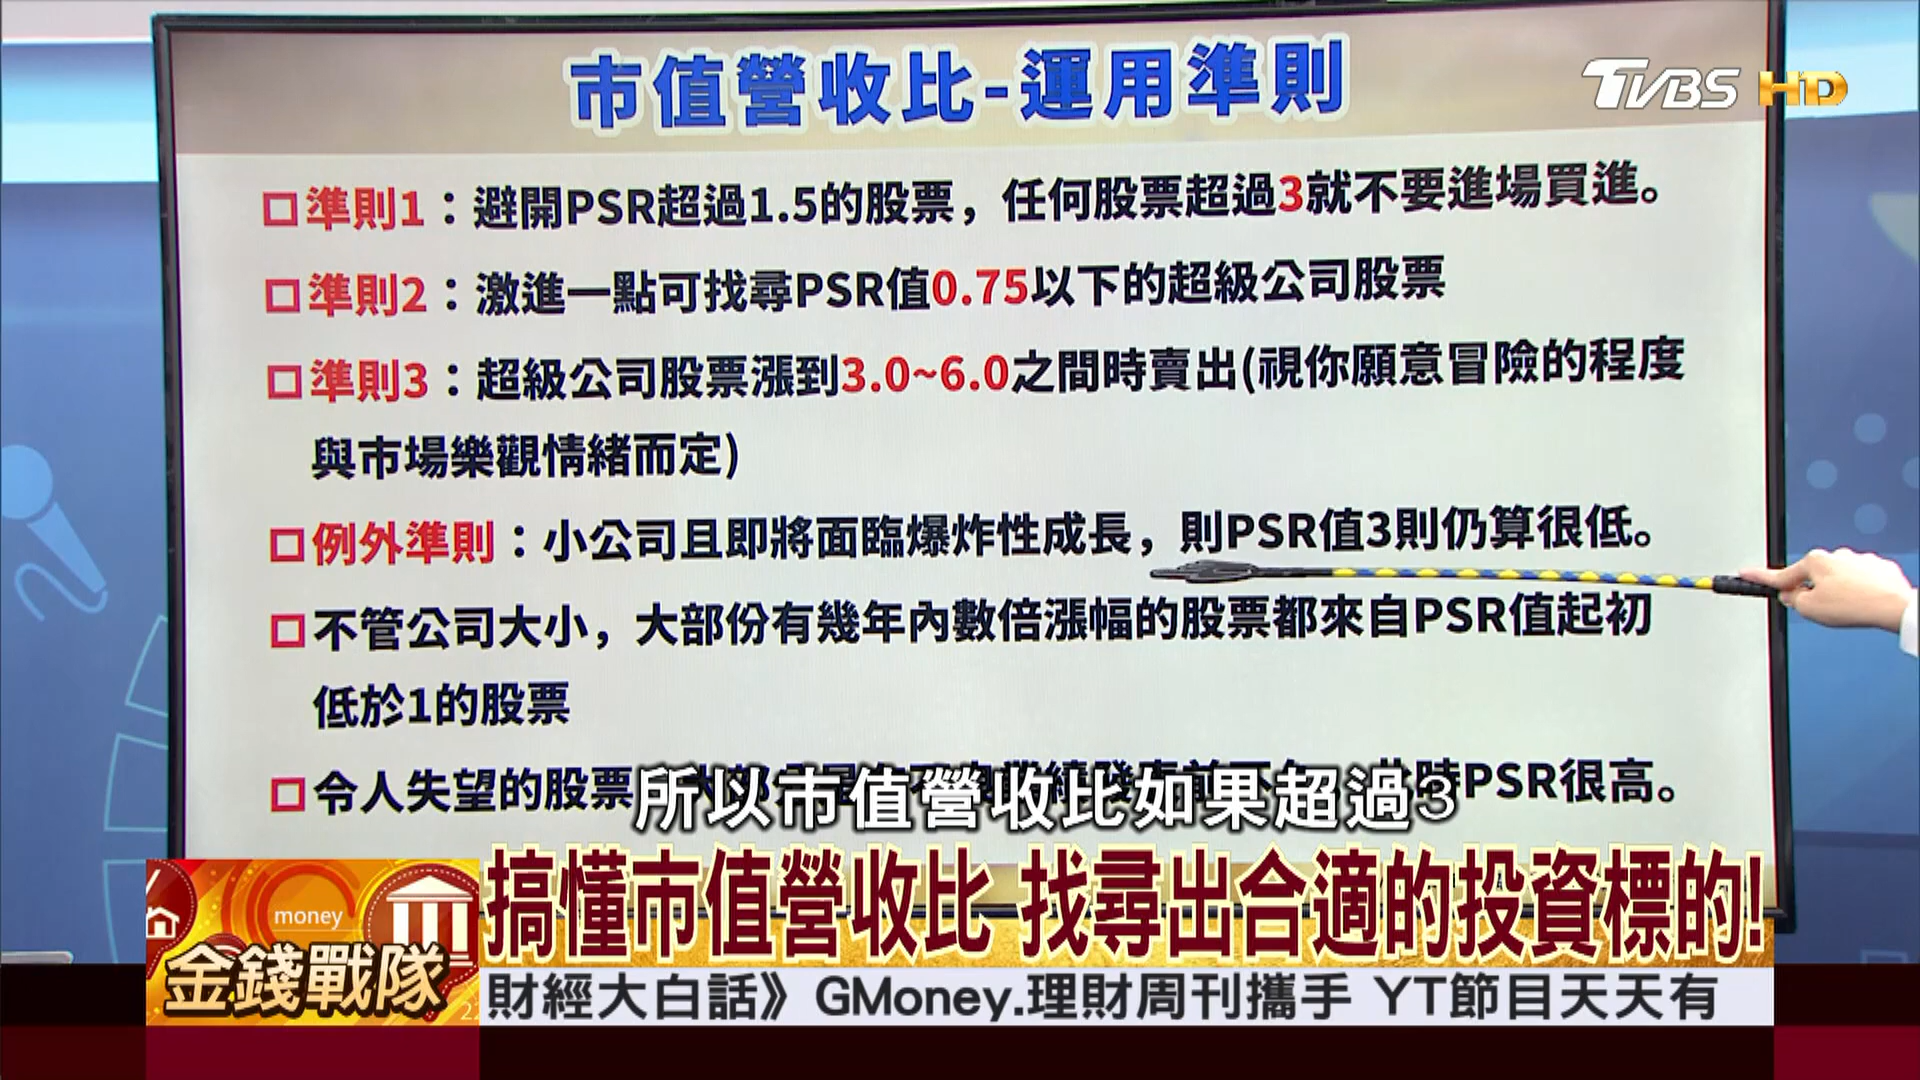 市值營收比-運用準則
TVBS HD
準則1：避開PSR超過1.5的股票，任何股票超過3就不要進場買進。
準則2：激進一點可找尋PSR值0.75以下的超級公司股票
準則3：超級公司股票漲到3.0~6.0之間時賣出(視你願意冒險的程度
與市場樂觀情緒而定)
例外準則：小公司且即將面臨爆炸性成長，則PSR值3則仍算很低。
不管公司大小，大部份有幾年內數倍漲幅的股票都來自PSR值起初
低於1的股票
令人失望的股票 PSR很高。
所以市值營收比如果超過3
搞懂市值營收比 找尋出合適的投資標的!
money
金錢戰隊
財經大白話》GMoney.理財周刊攜手 YT節目天天有